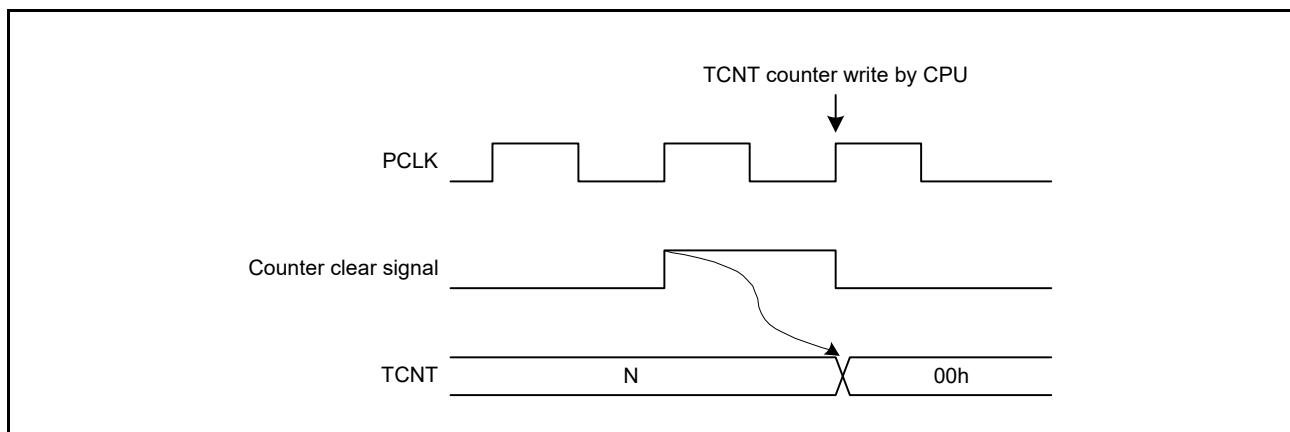 TCNT counter write by CPU
PCLK
Counter clear signal
TCNT
N
00h